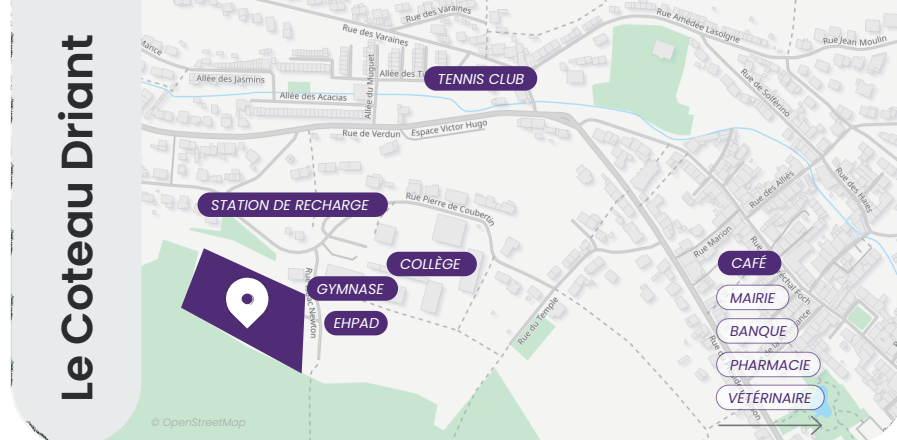 Le Coteau Driant
Rue des Varaines
Rue des Varaines
Rue Amédée Lasolgne
Rue Jean Moulin
Allée des Jasmins
Allée du Muguet
TENNIS CLUB
Rue de Solférino
Allée des Acacias
Rue de Verdun
Espace Victor Hugo
Rue des Alliés
Rue des Haies
STATION DE RECHARGE
Rue Pierre de Coubertin
Rue Marion
COLLÈGE
CAFÉ
GYMNASE
MAIRIE
EHPAD
Rue du Temple
BANQUE
PHARMACIE
VÉTÉRINAIRE
© OpenStreetMap